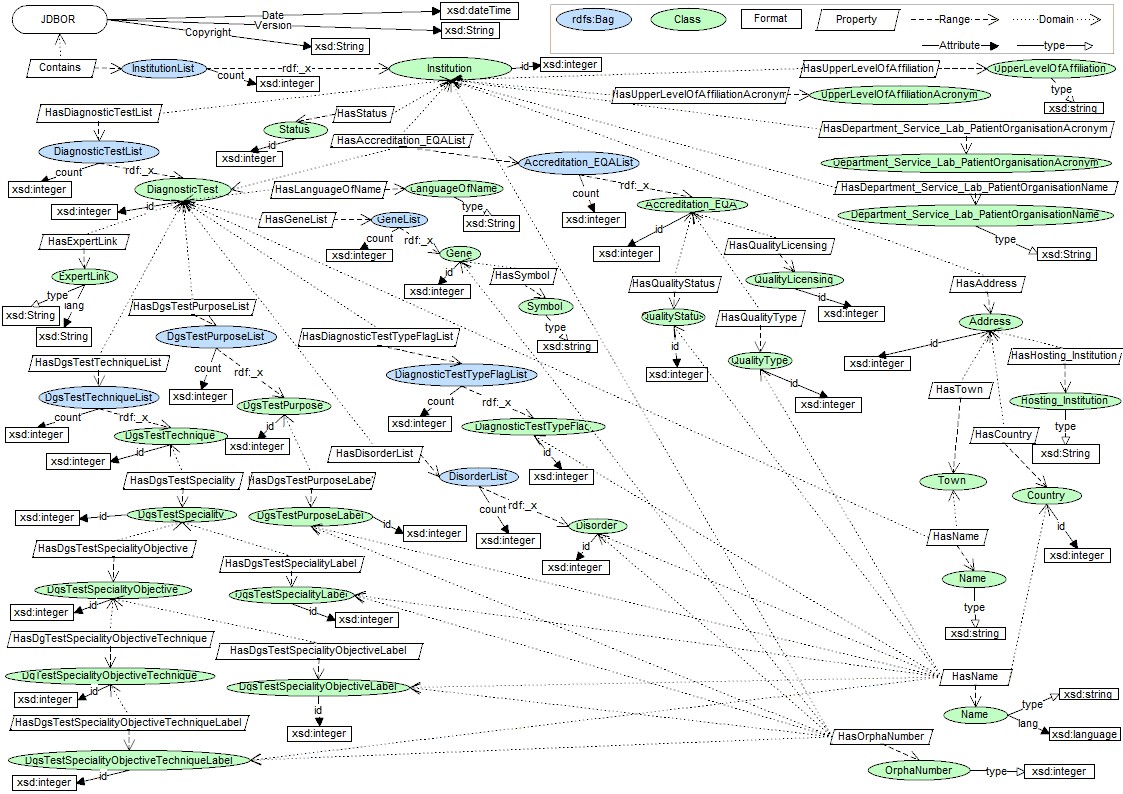 JDBOR
Date
Version
Copyright
xsd:dateTime
xsd:String
xsd:String
rdfs:Bag
Class
Format
Property
Range
Domain
Attribute
type
Contains
InstitutionList
rdf:_x
count
xsd:integer
Institution
id
xsd:integer
HasUpperLevelOfAffiliation
UpperLevelOfAffiliation
type
xsd:string
HasUpperLevelOfAffiliationAcronym
UpperLevelOfAffiliationAcronym
HasDiagnosticTestList
HasStatus
Status
id
xsd:integer
HasAccreditation_EQAList
HasDepartment_Service_Lab_PatientOrganisationAcronym
Department_Service_Lab_PatientOrganisationAcronym
DiagnosticTestList
count
xsd:integer
rdf:_x
DiagnosticTest
id
xsd:integer
Accreditation_EQAList
count
xsd:integer
rdf:_x
Accreditation_EQA
id
xsd:integer
HasDepartment_Service_Lab_PatientOrganisationName
Department_Service_Lab_PatientOrganisationName
type
xsd:String
HasLanguageOfName
LanguageOfName
type
xsd:String
HasGeneList
GeneList
count
xsd:integer
rdf:_x
Gene
id
xsd:integer
HasSymbol
Symbol
type
xsd:string
HasExpertLink
ExpertLink
type
xsd:String
lang
xsd:String
HasQualityLicensing
QualityLicensing
id
xsd:integer
HasQualityStatus
QualityStatus
id
xsd:integer
HasQualityType
QualityType
id
xsd:integer
HasAddress
Address
id
xsd:integer
HasHosting_Institution
Hosting_Institution
type
xsd:String
HasTown
HasCountry
Town
Country
id
xsd:integer
HasName
Name
type
xsd:string
HasDgsTestPurposeList
DgsTestPurposeList
count
xsd:integer
rdf:_x
DgsTestPurpose
id
xsd:integer
HasDiagnosticTestTypeFlagList
DiagnosticTestTypeFlagList
count
xsd:integer
rdf:_x
DiagnosticTestTypeFlag
id
xsd:integer
HasDgsTestTechniqueList
DgsTestTechniqueList
count
xsd:integer
rdf:_x
DgsTestTechnique
id
xsd:integer
HasDisorderList
DisorderList
count
xsd:integer
rdf:_x
Disorder
id
xsd:integer
HasDgsTestSpeciality
HasDgsTestPurposeLabel
DgsTestSpeciality
id
xsd:integer
DgsTestPurposeLabel
id
xsd:integer
HasDgsTestSpecialityObjective
HasDgsTestSpecialityLabel
DgsTestSpecialityObjective
id
xsd:integer
DgsTestSpecialityLabel
id
xsd:integer
HasDgTestSpecialityObjectiveTechnique
HasDgsTestSpecialityObjectiveLabel
DgTestSpecialityObjectiveTechnique
id
xsd:integer
DgsTestSpecialityObjectiveLabel
id
xsd:integer
HasDgsTestSpecialityObjectiveTechniqueLabel
DgsTestSpecialityObjectiveTechniqueLabel
id
xsd:integer
HasName
Name
type
xsd:string
lang
xsd:language
HasOrphaNumber
OrphaNumber
type
xsd:integer